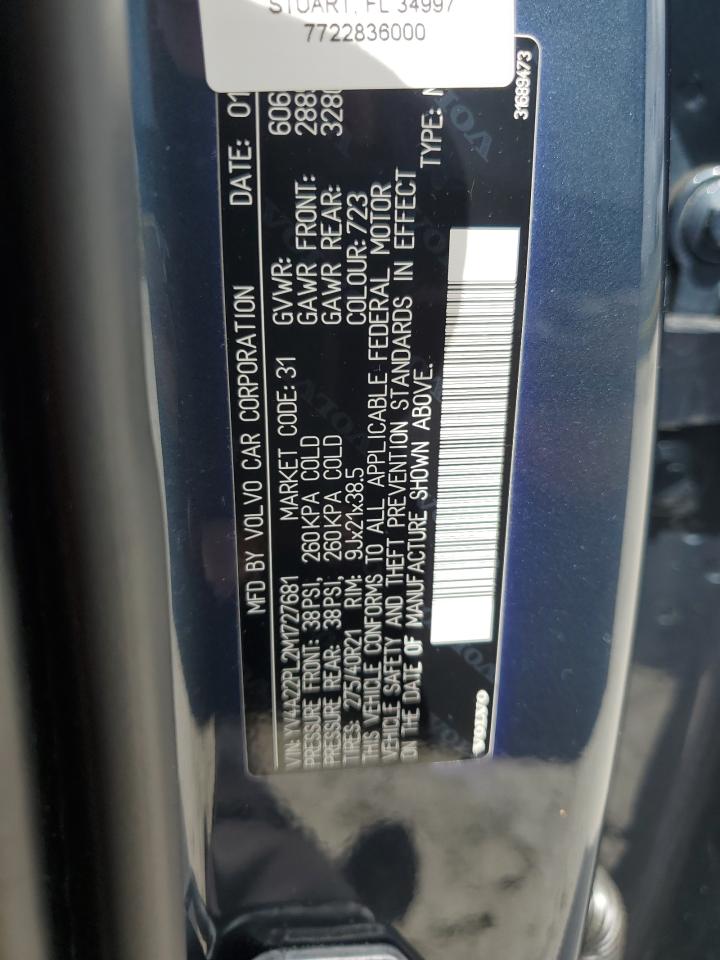 STUART, FL 34997
7722836000
MFD BY VOLVO CAR CORPORATION DATE: 01
VIN: YV4A22PL2M1727681 MARKET CODE: 31 GVWR: 606
PRESSURE FRONT: 38PSI, 260KPA COLD GAWR FRONT: 288
PRESSURE REAR: 38PSI, 260KPA COLD GAWR REAR: 328
TIRES: 275/40R21 RIM: 9Jx21x38.5 COLOUR: 723
THIS VEHICLE CONFORMS TO ALL APPLICABLE FEDERAL MOTOR
VEHICLE SAFETY AND THEFT PREVENTION STANDARDS IN EFFECT
ON THE DATE OF MANUFACTURE SHOWN ABOVE. TYPE:
VOLVO
31689473